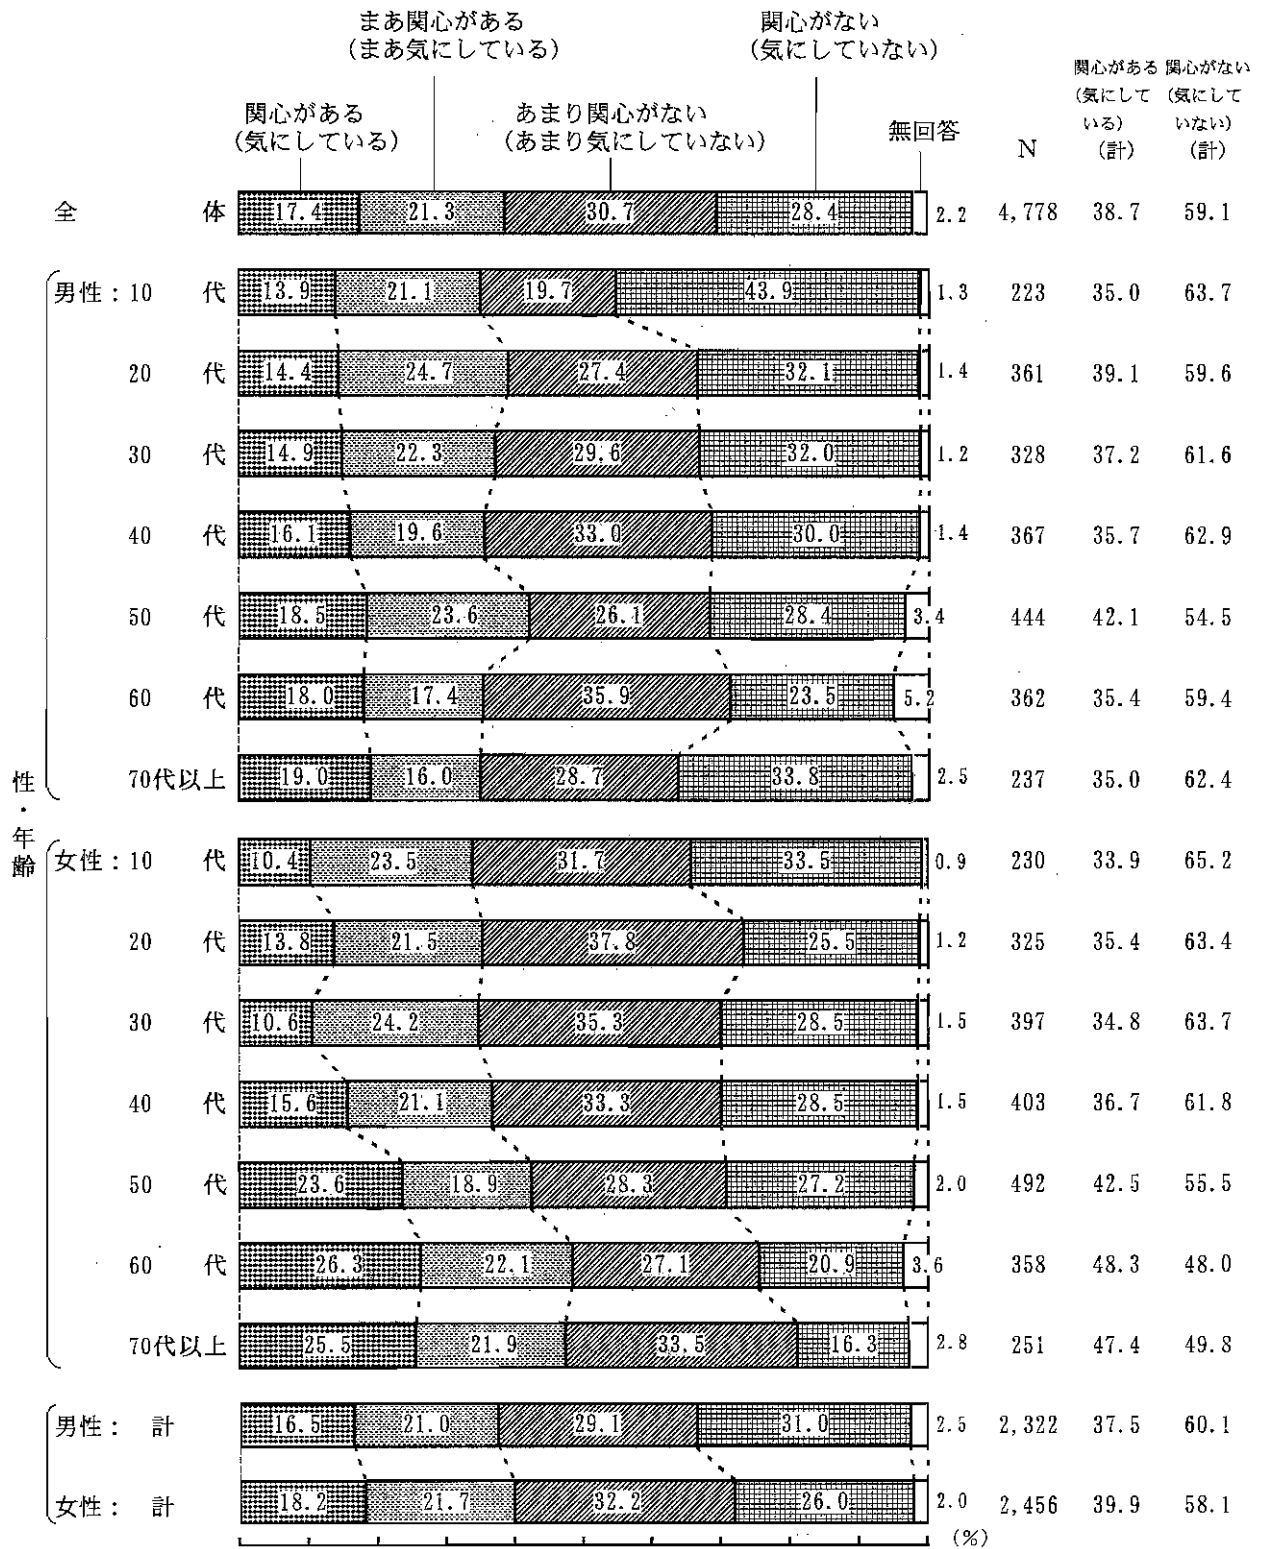 まあ関心がある
(まあ気にしている)
関心がない
(気にしていない)
関心がある
(気にしている)
あまり関心がない
(あまり気にしていない)
無回答
N
関心がある
(気にして
いる)
(計)
関心がない
(気にして
いない)
(計)
全 体 17.4 21.3 30.7 28.4 2.2 4,778 38.7 59.1
性・年齢
男性：10 代 13.9 21.1 19.7 43.9 1.3 223 35.0 63.7
20 代 14.4 24.7 27.4 32.1 1.4 361 39.1 59.6
30 代 14.9 22.3 29.6 32.0 1.2 328 37.2 61.6
40 代 16.1 19.6 33.0 30.0 1.4 367 35.7 62.9
50 代 18.5 23.6 26.1 28.4 3.4 444 42.1 54.5
60 代 18.0 17.4 35.9 23.5 5.2 362 35.4 59.4
70代以上 19.0 16.0 28.7 33.8 2.5 237 35.0 62.4
女性：10 代 10.4 23.5 31.7 33.5 0.9 230 33.9 65.2
20 代 13.8 21.5 37.8 25.5 1.2 325 35.4 63.4
30 代 10.6 24.2 35.3 28.5 1.5 397 34.8 63.7
40 代 15.6 21.1 33.3 28.5 1.5 403 36.7 61.8
50 代 23.6 18.9 28.3 27.2 2.0 492 42.5 55.5
60 代 26.3 22.1 27.1 20.9 3.6 358 48.3 48.0
70代以上 25.5 21.9 33.5 16.3 2.8 251 47.4 49.8
男性： 計 16.5 21.0 29.1 31.0 2.5 2,322 37.5 60.1
女性： 計 18.2 21.7 32.2 26.0 2.0 2,456 39.9 58.1
(%)